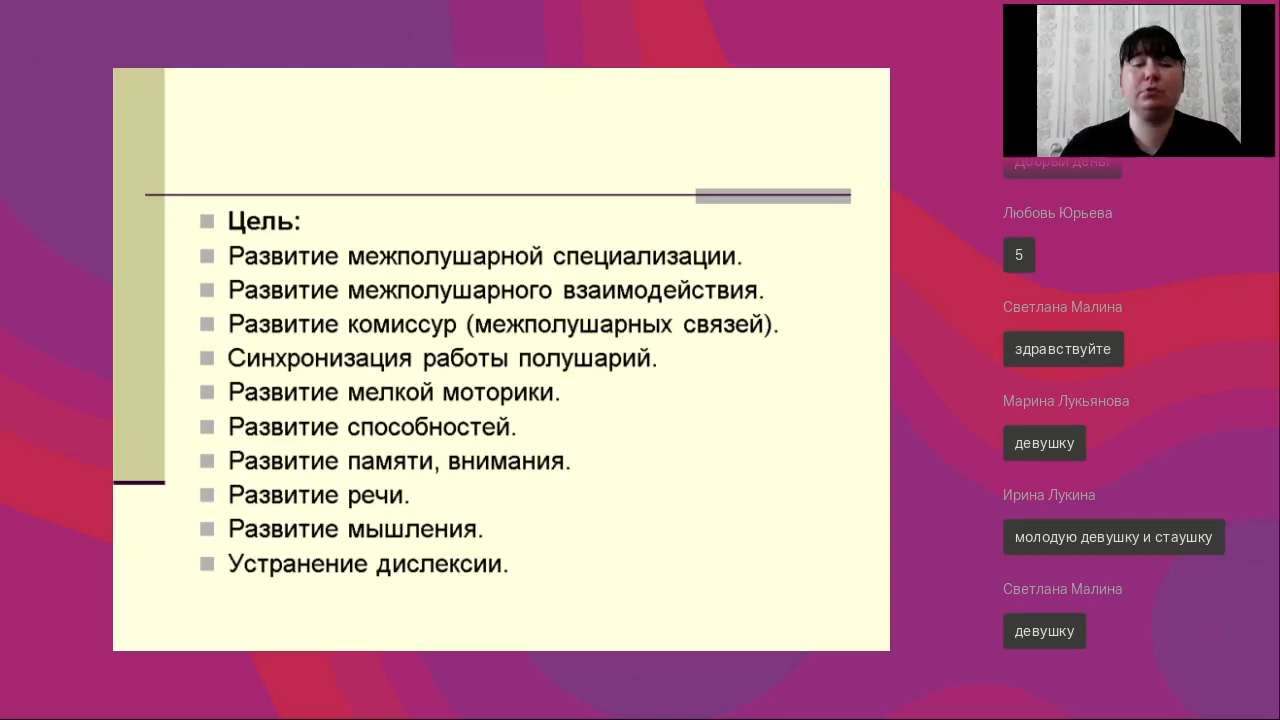 Цель:
Развитие межполушарной специализации.
Развитие межполушарного взаимодействия.
Развитие комиссур (межполушарных связей).
Синхронизация работы полушарий.
Развитие мелкой моторики.
Развитие способностей.
Развитие памяти, внимания.
Развитие речи.
Развитие мышления.
Устранение дислексии.
Добрый день!
Любовь Юрьева
5
Светлана Малина
здравствуйте
Марина Лукьянова
девушку
Ирина Лукина
молодую девушку и стаушку
Светлана Малина
девушку